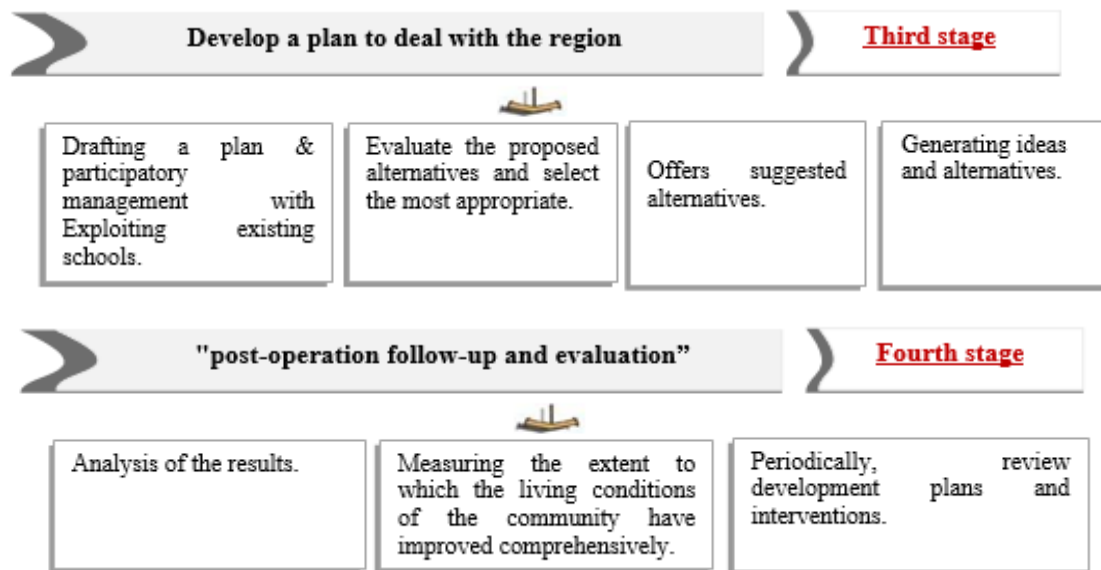 Develop a plan to deal with the region
Third stage
Drafting a plan &
participatory
management with
Exploiting existing
schools.
Evaluate the proposed
alternatives and select
the most appropriate.
Offers suggested
alternatives.
Generating ideas
and alternatives.
"post-operation follow-up and evaluation”
Fourth stage
Analysis of the results.
Measuring the extent to
which the living conditions
of the community have
improved comprehensively.
Periodically, review
development plans and
interventions.